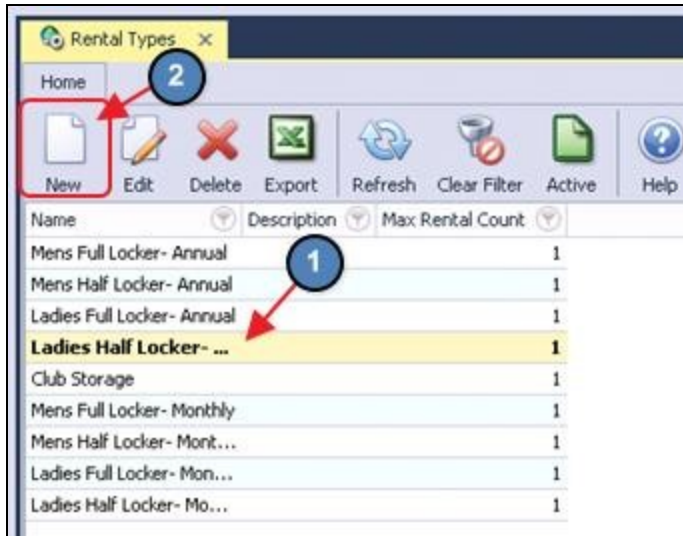 Rental Types
Home
2
New Edit Delete Export Refresh Clear Filter Active Help
Name Description Max Rental Count
Mens Full Locker- Annual 1
Mens Half Locker- Annual 1
1
Ladies Full Locker- Annual 1
Ladies Half Locker- ... 1
Club Storage 1
Mens Full Locker- Monthly 1
Mens Half Locker- Mont... 1
Ladies Full Locker- Mon... 1
Ladies Half Locker- Mo... 1